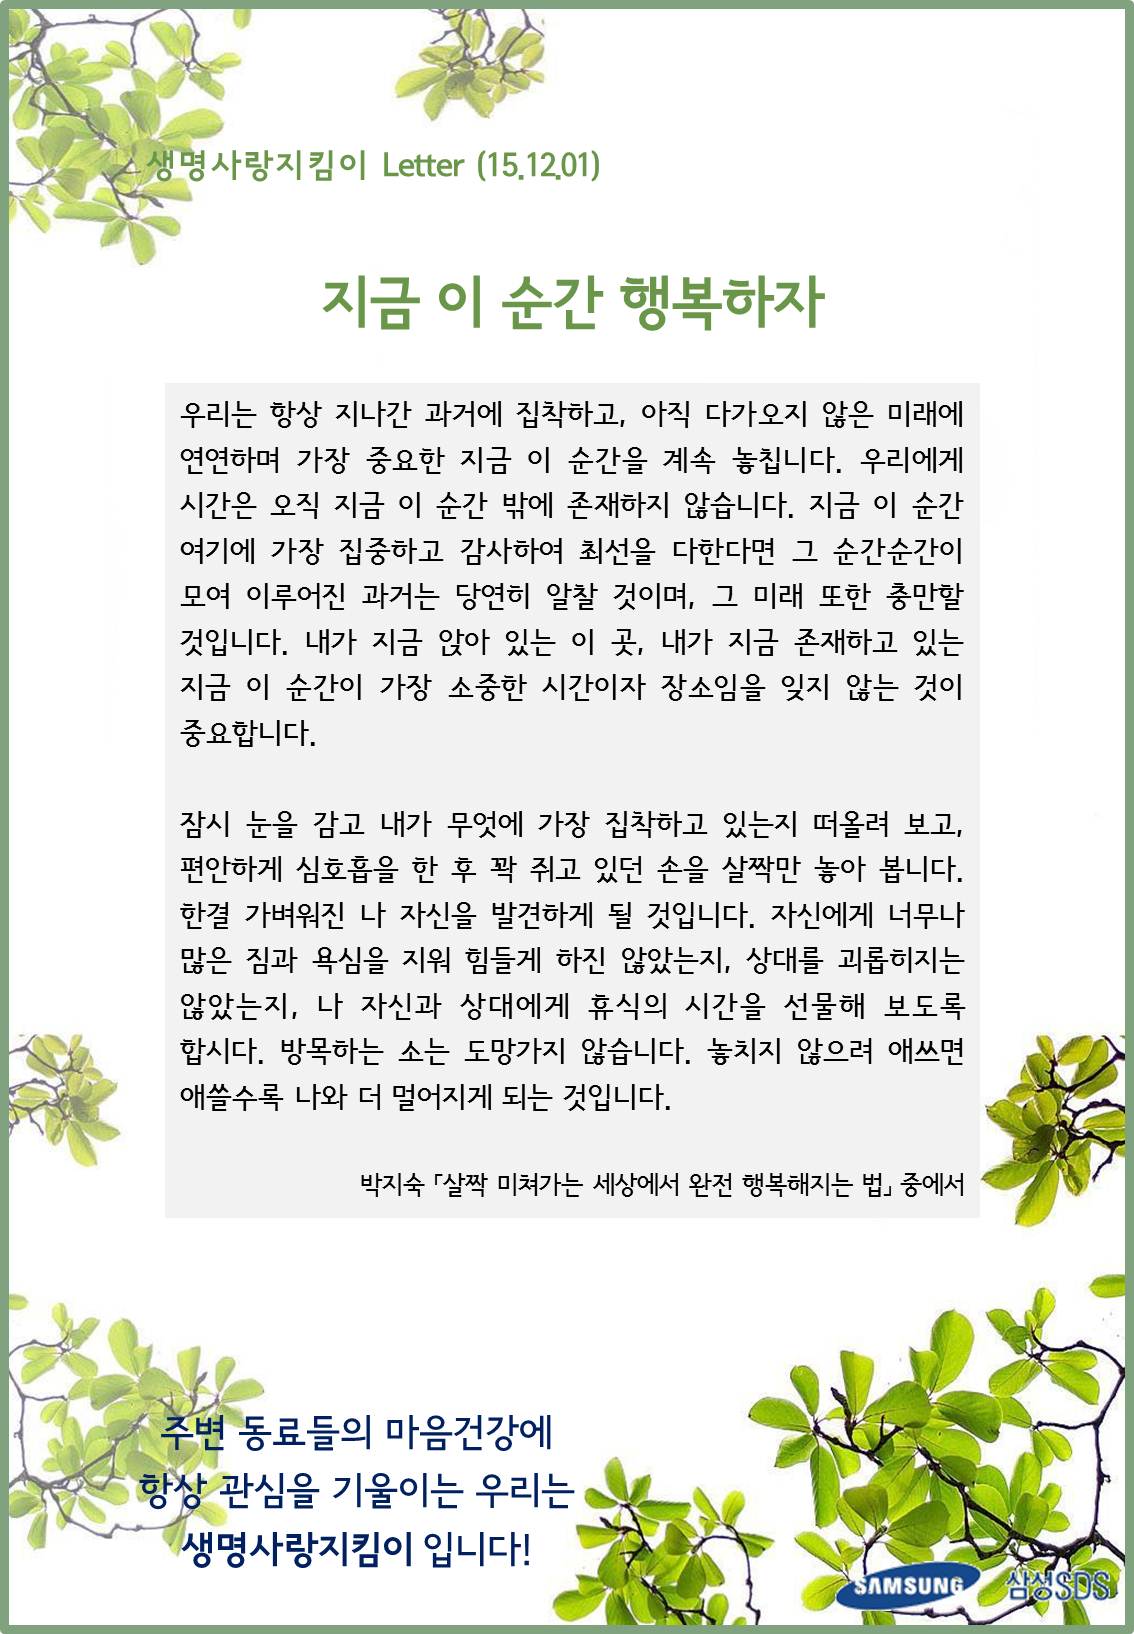 생명사랑지킴이 Letter (15.12.01)
지금 이 순간 행복하자
우리는 항상 지나간 과거에 집착하고, 아직 다가오지 않은 미래에
연연하며 가장 중요한 지금 이 순간을 계속 놓칩니다. 우리에게
시간은 오직 지금 이 순간 밖에 존재하지 않습니다. 지금 이 순간
여기에 가장 집중하고 감사하여 최선을 다한다면 그 순간순간이
모여 이루어진 과거는 당연히 알찰 것이며, 그 미래 또한 충만할
것입니다. 내가 지금 앉아 있는 이 곳, 내가 지금 존재하고 있는
지금 이 순간이 가장 소중한 시간이자 장소임을 잊지 않는 것이
중요합니다.
잠시 눈을 감고 내가 무엇에 가장 집착하고 있는지 떠올려 보고,
편안하게 심호흡을 한 후 꽉 쥐고 있던 손을 살짝만 놓아 봅니다.
한결 가벼워진 나 자신을 발견하게 될 것입니다. 자신에게 너무나
많은 짐과 욕심을 지워 힘들게 하진 않았는지, 상대를 괴롭히지는
않았는지, 나 자신과 상대에게 휴식의 시간을 선물해 보도록
합시다. 방목하는 소는 도망가지 않습니다. 놓치지 않으려 애쓰면
애쓸수록 나와 더 멀어지게 되는 것입니다.
박지숙 「살짝 미쳐가는 세상에서 완전 행복해지는 법」 중에서
주변 동료들의 마음건강에
항상 관심을 기울이는 우리는
생명사랑지킴이 입니다!
SAMSUNG 삼성SDS